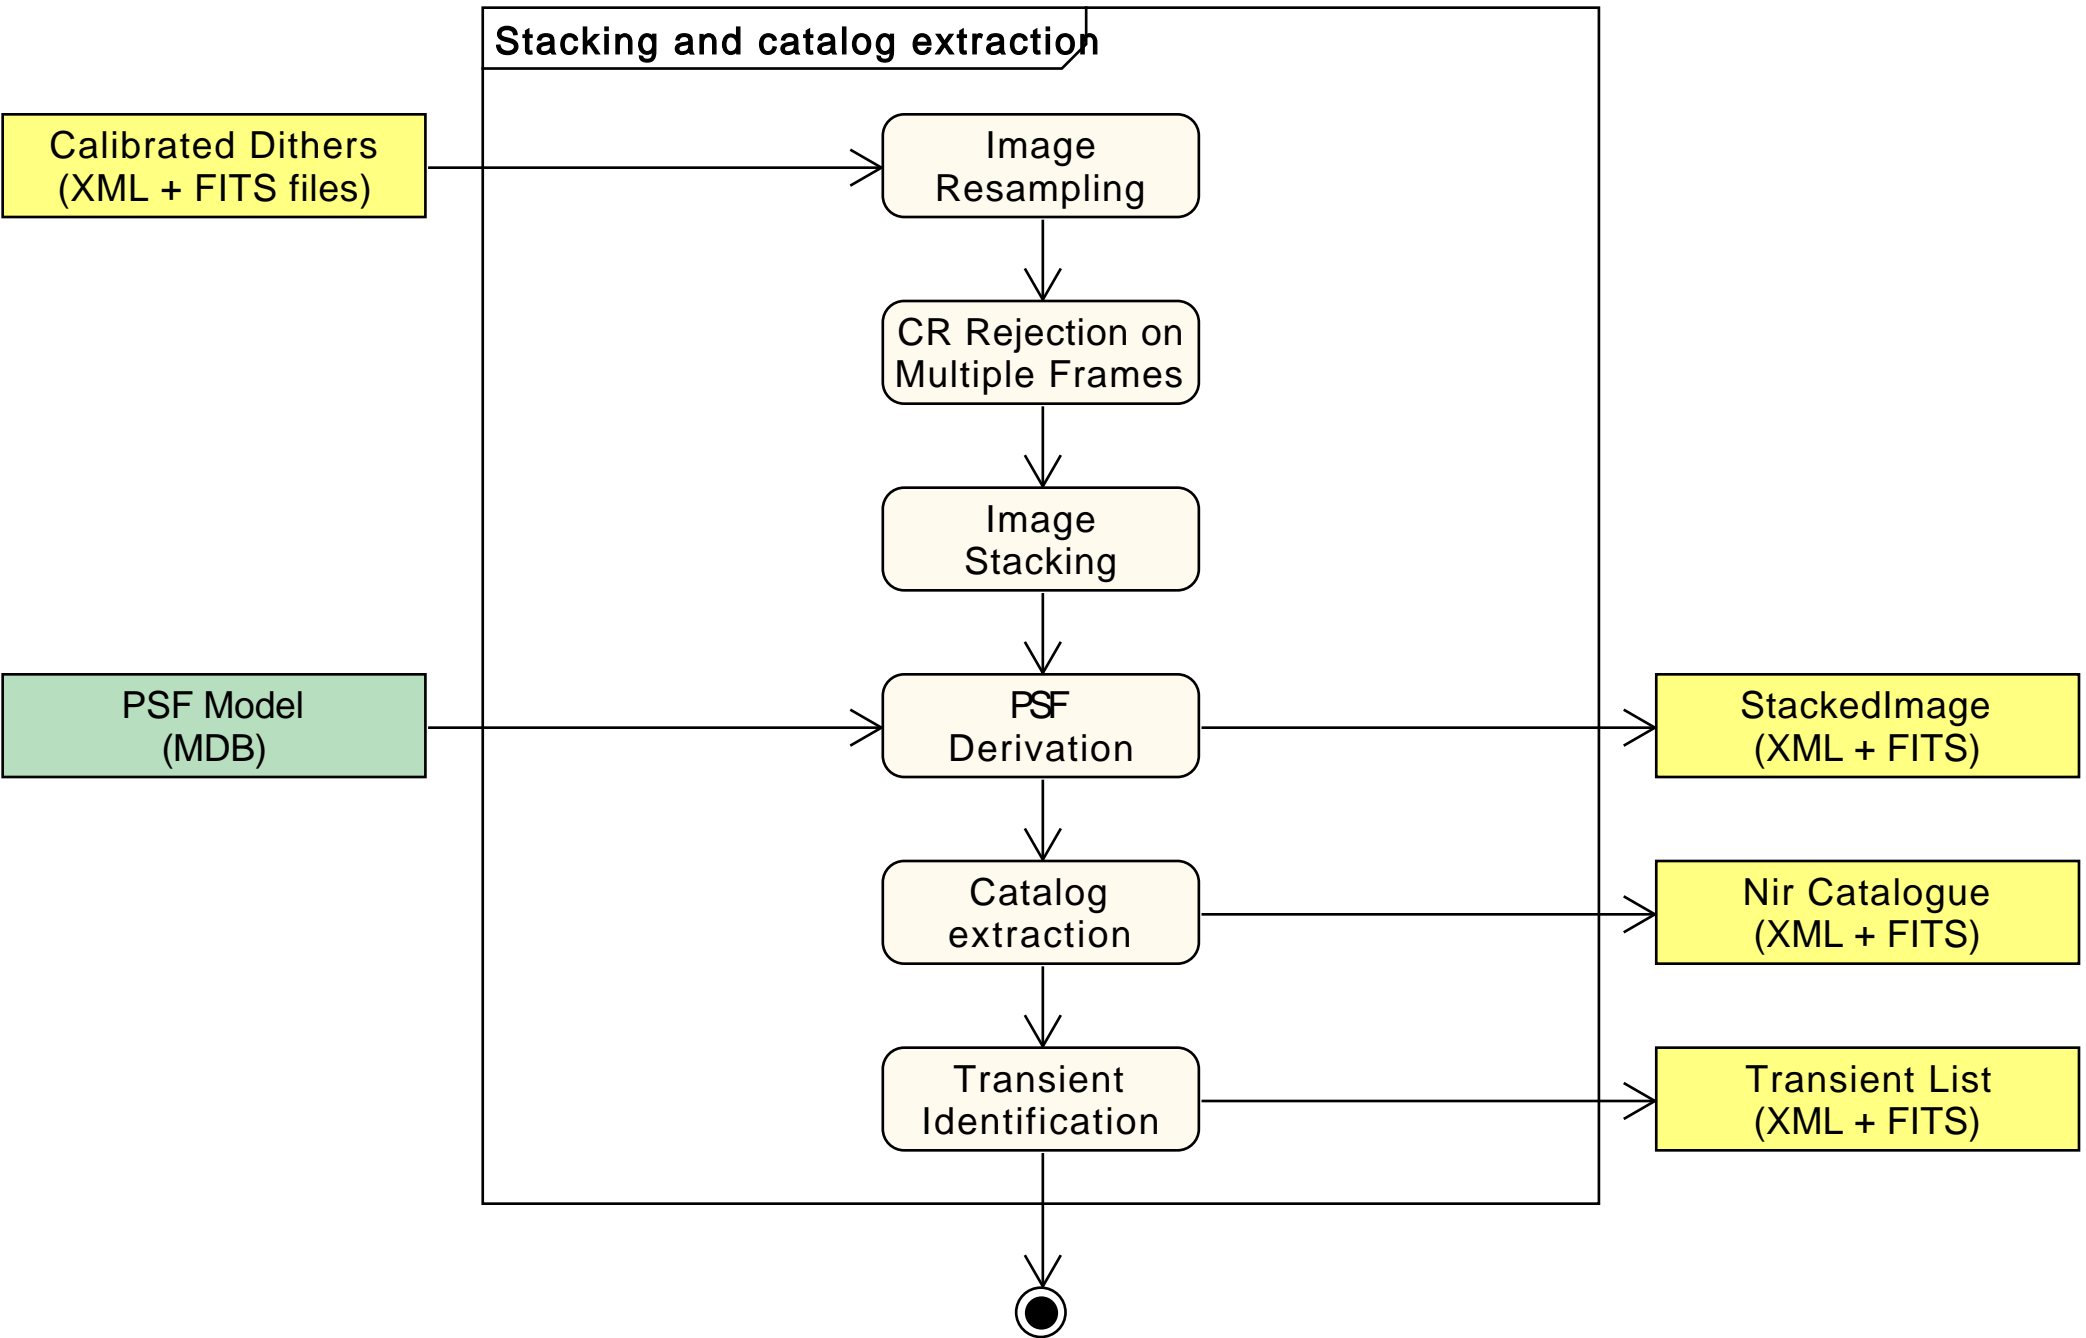 Stacking and catalog extraction
Calibrated Dithers
(XML + FITS files)
Image
Resampling
CR Rejection on
Multiple Frames
Image
Stacking
PSF Model
(MDB)
PSF
Derivation
StackedImage
(XML + FITS)
Catalog
extraction
Nir Catalogue
(XML + FITS)
Transient
Identification
Transient List
(XML + FITS)